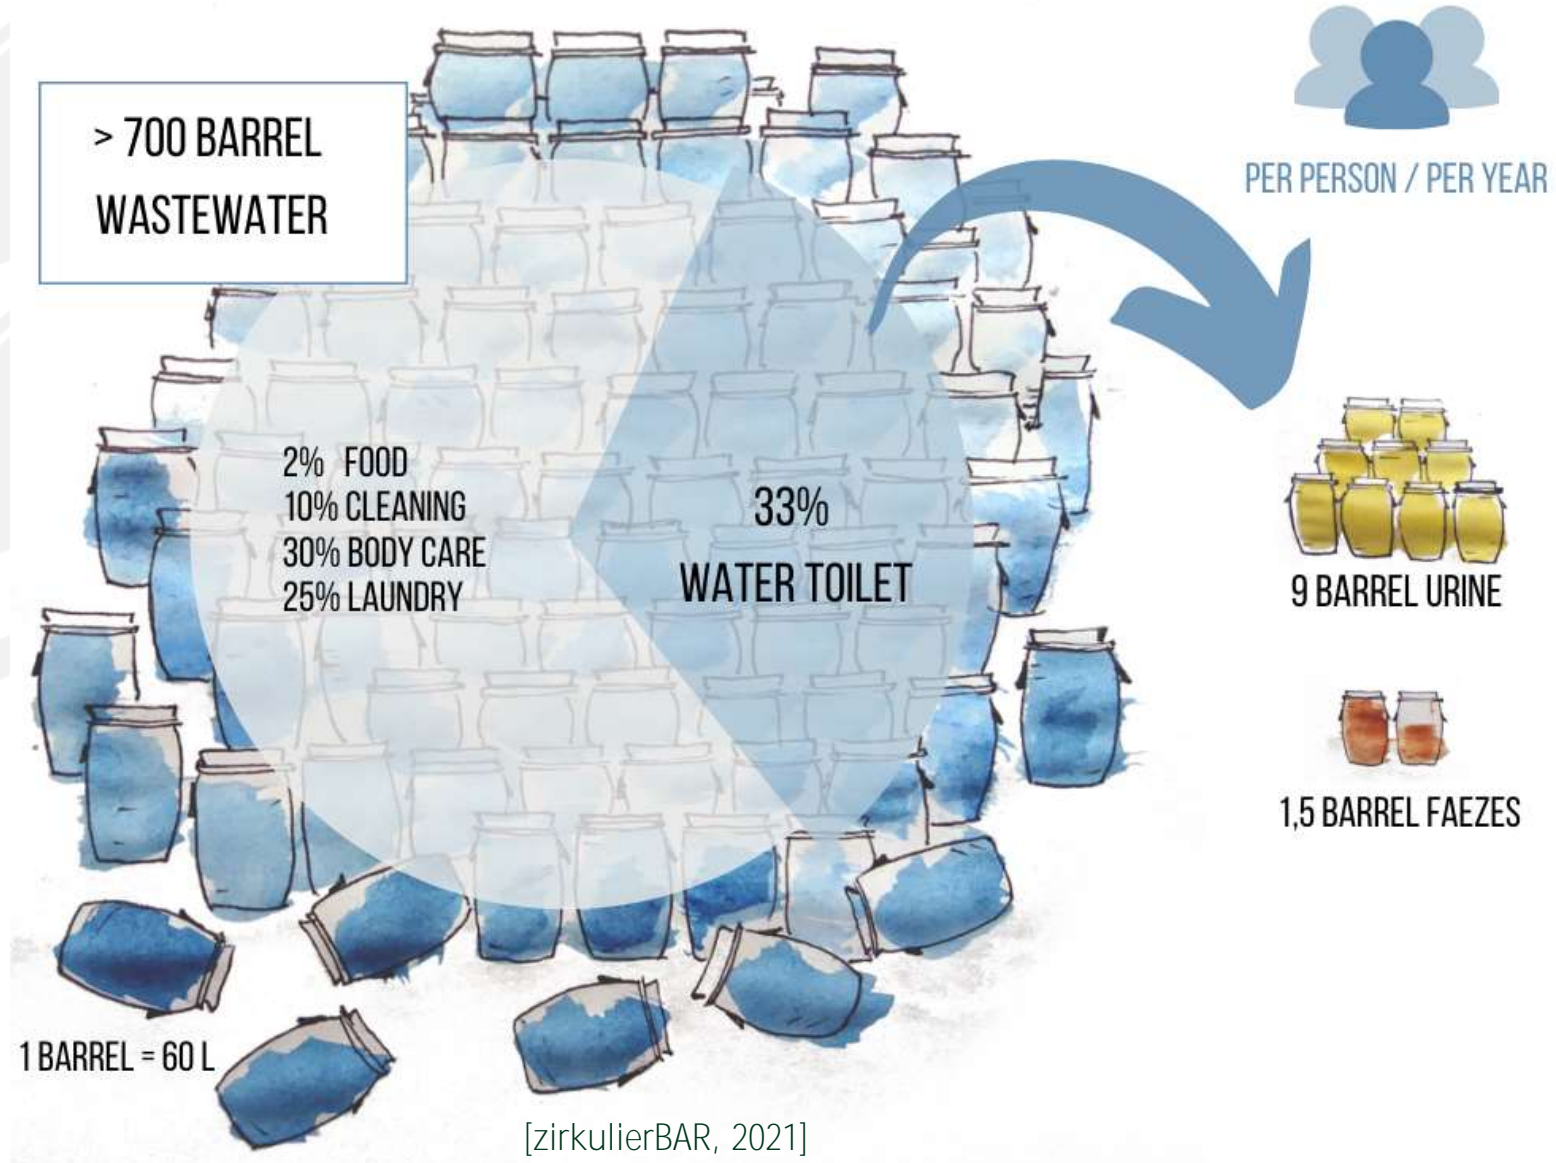 > 700 BARREL
WASTEWATER
PER PERSON / PER YEAR
2% FOOD
10% CLEANING
30% BODY CARE
25% LAUNDRY
33%
WATER TOILET
9 BARREL URINE
1,5 BARREL FAEZES
1 BARREL = 60 L
[zirkulierBAR, 2021]